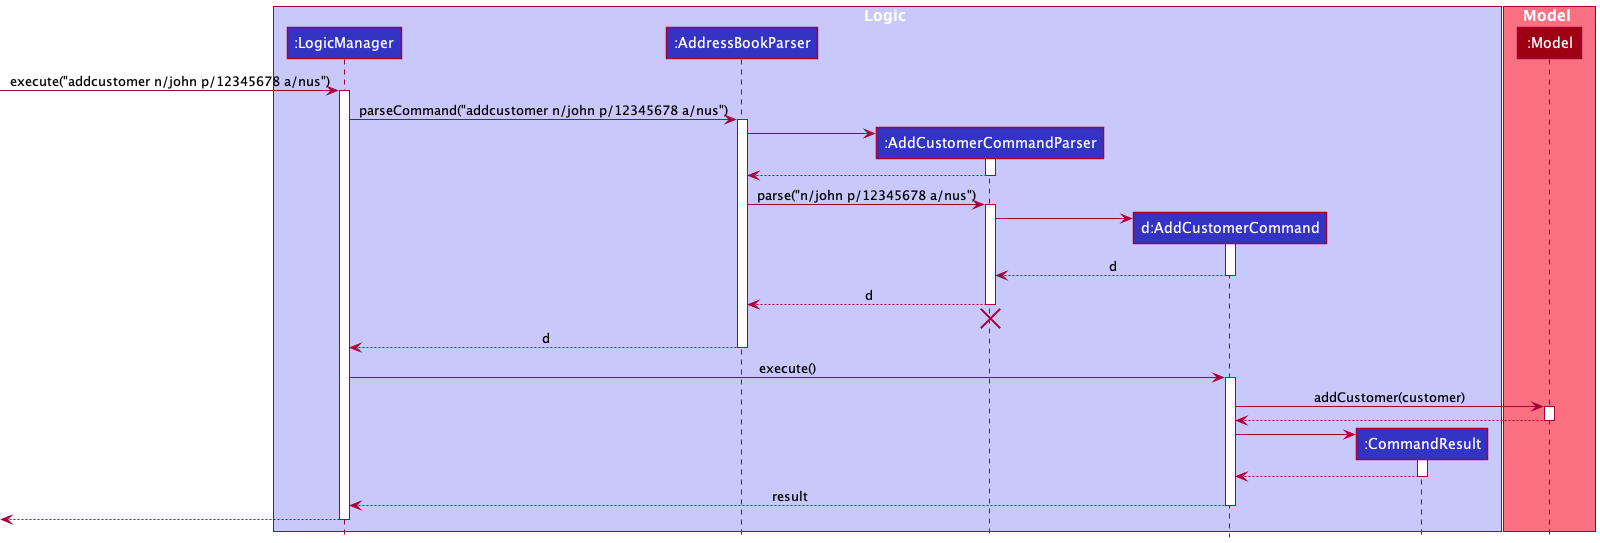 Logic
Model
:LogicManager
:AddressBookParser
:Model
execute("addcustomer n/john p/12345678 a/nus")
parseCommand("addcustomer n/john p/12345678 a/nus")
:AddCustomerCommandParser
parse("n/john p/12345678 a/nus")
d:AddCustomerCommand
d
d
d
execute()
addCustomer(customer)
:CommandResult
result